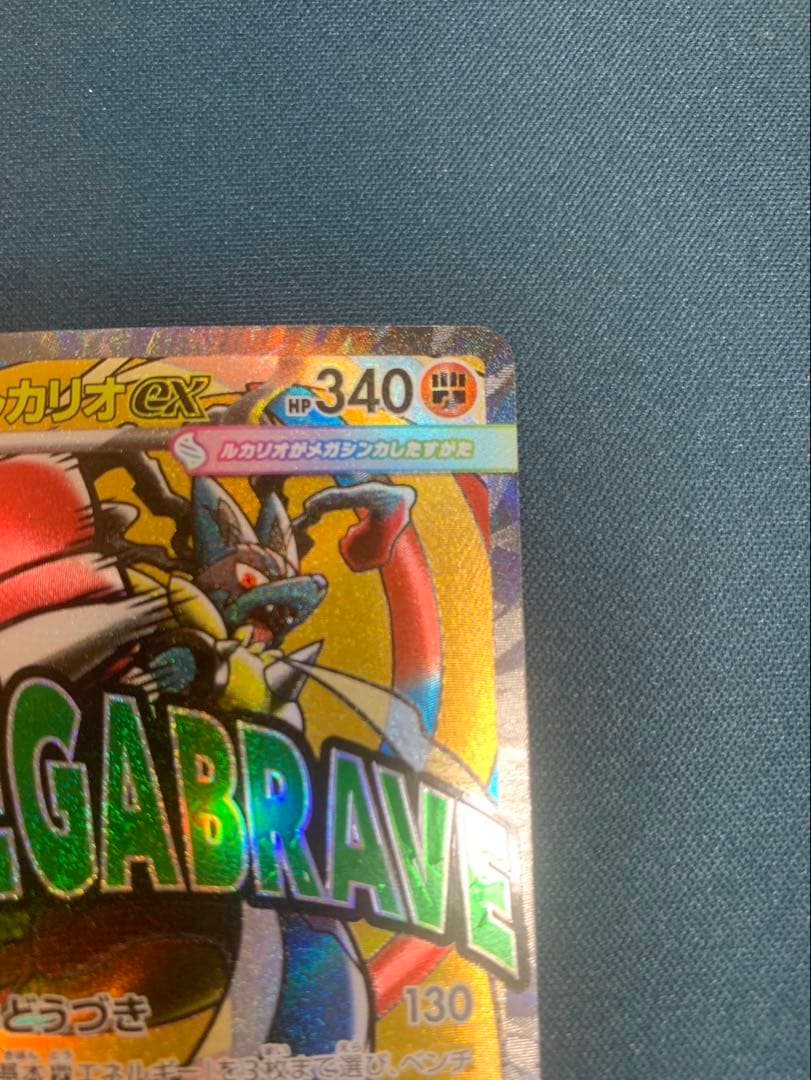 カリオex HP340
ルカリオがメガシンカしたすがた
GABRAVE
どうづき 130
基本闘エネルギーを3枚まで選び、ベンチ